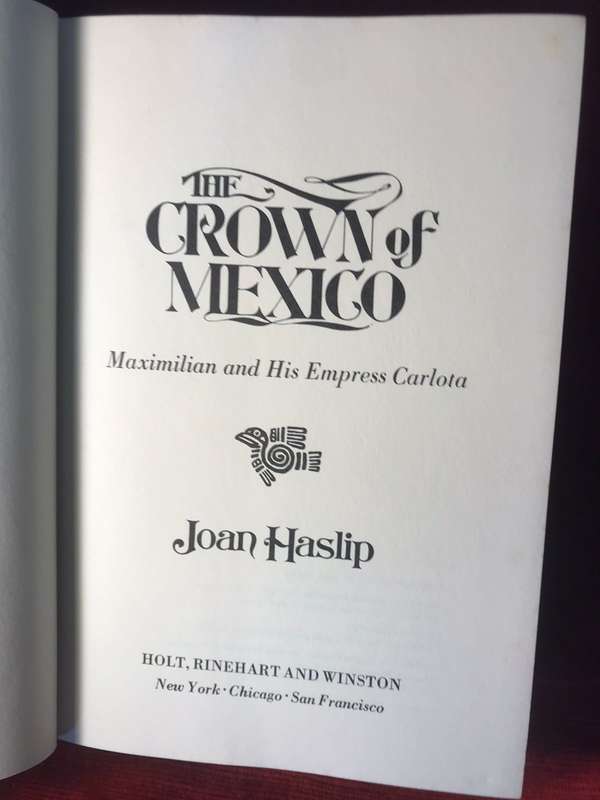 THE
CROWN of
MEXICO
Maximilian and His Empress Carlota
Joan Haslip
HOLT, RINEHART AND WINSTON
New York · Chicago · San Francisco